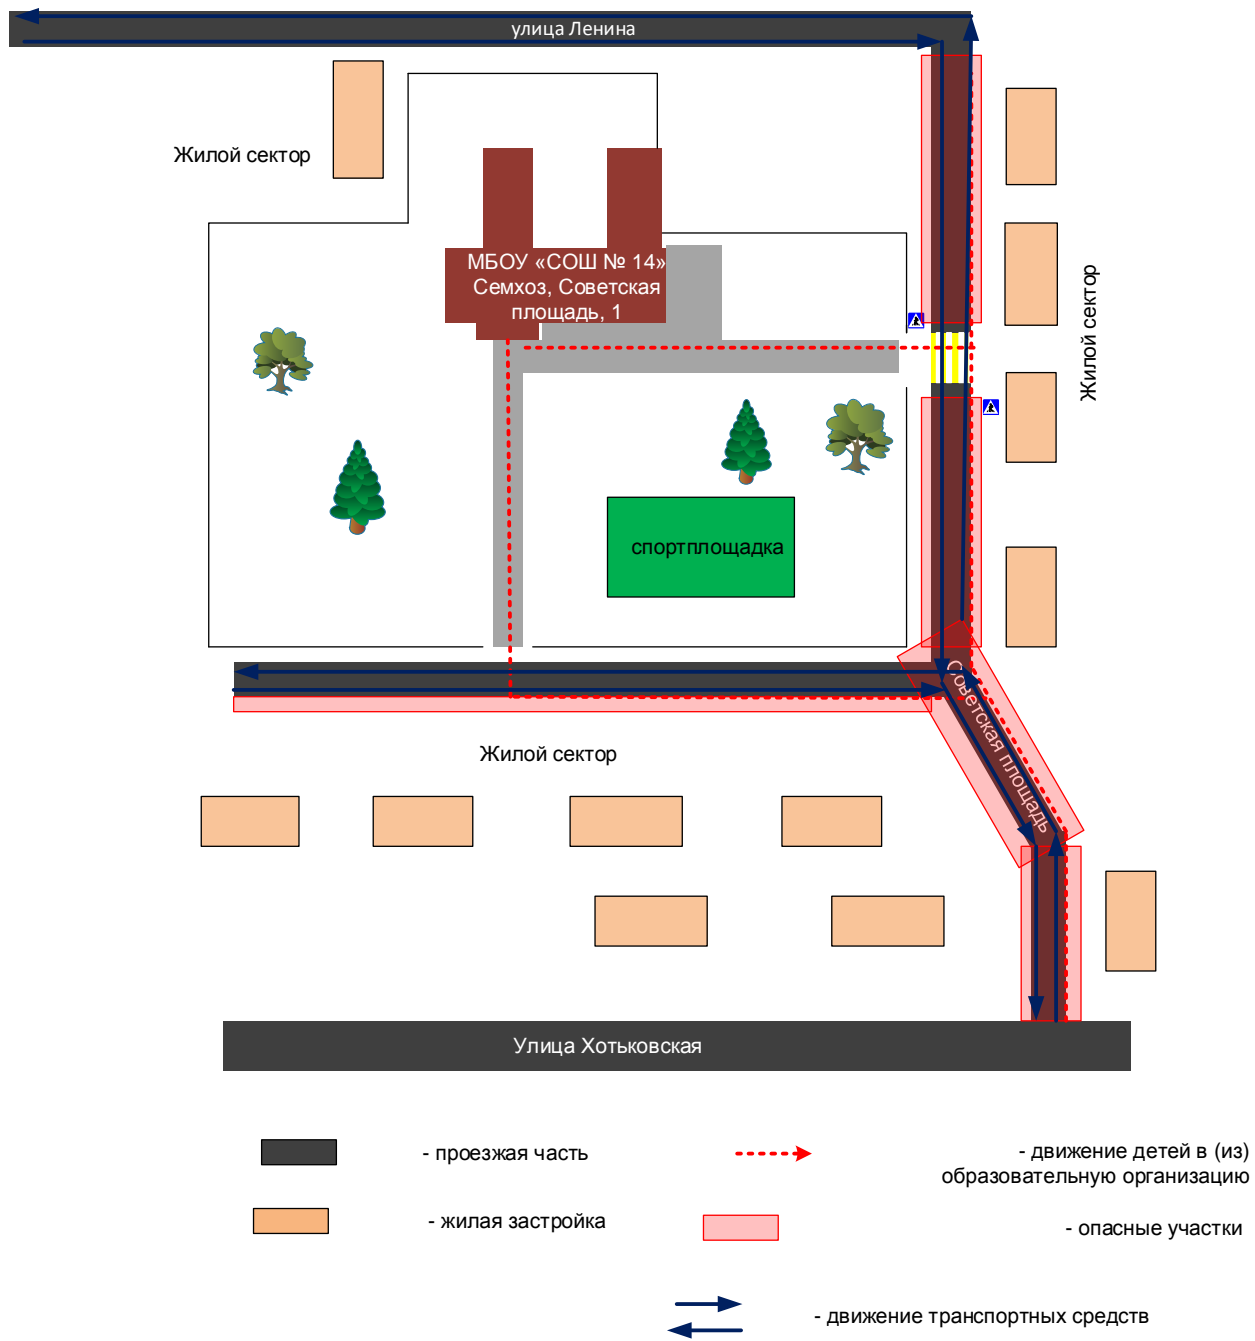 улица Ленина
Жилой сектор
МБОУ «СОШ № 14»
Семхоз, Советская
площадь, 1
Жилой сектор
спортплощадка
Советская площадь
Жилой сектор
Улица Хотьковская
- проезжая часть
- движение детей в (из)
образовательную организацию
- жилая застройка
- опасные участки
- движение транспортных средств